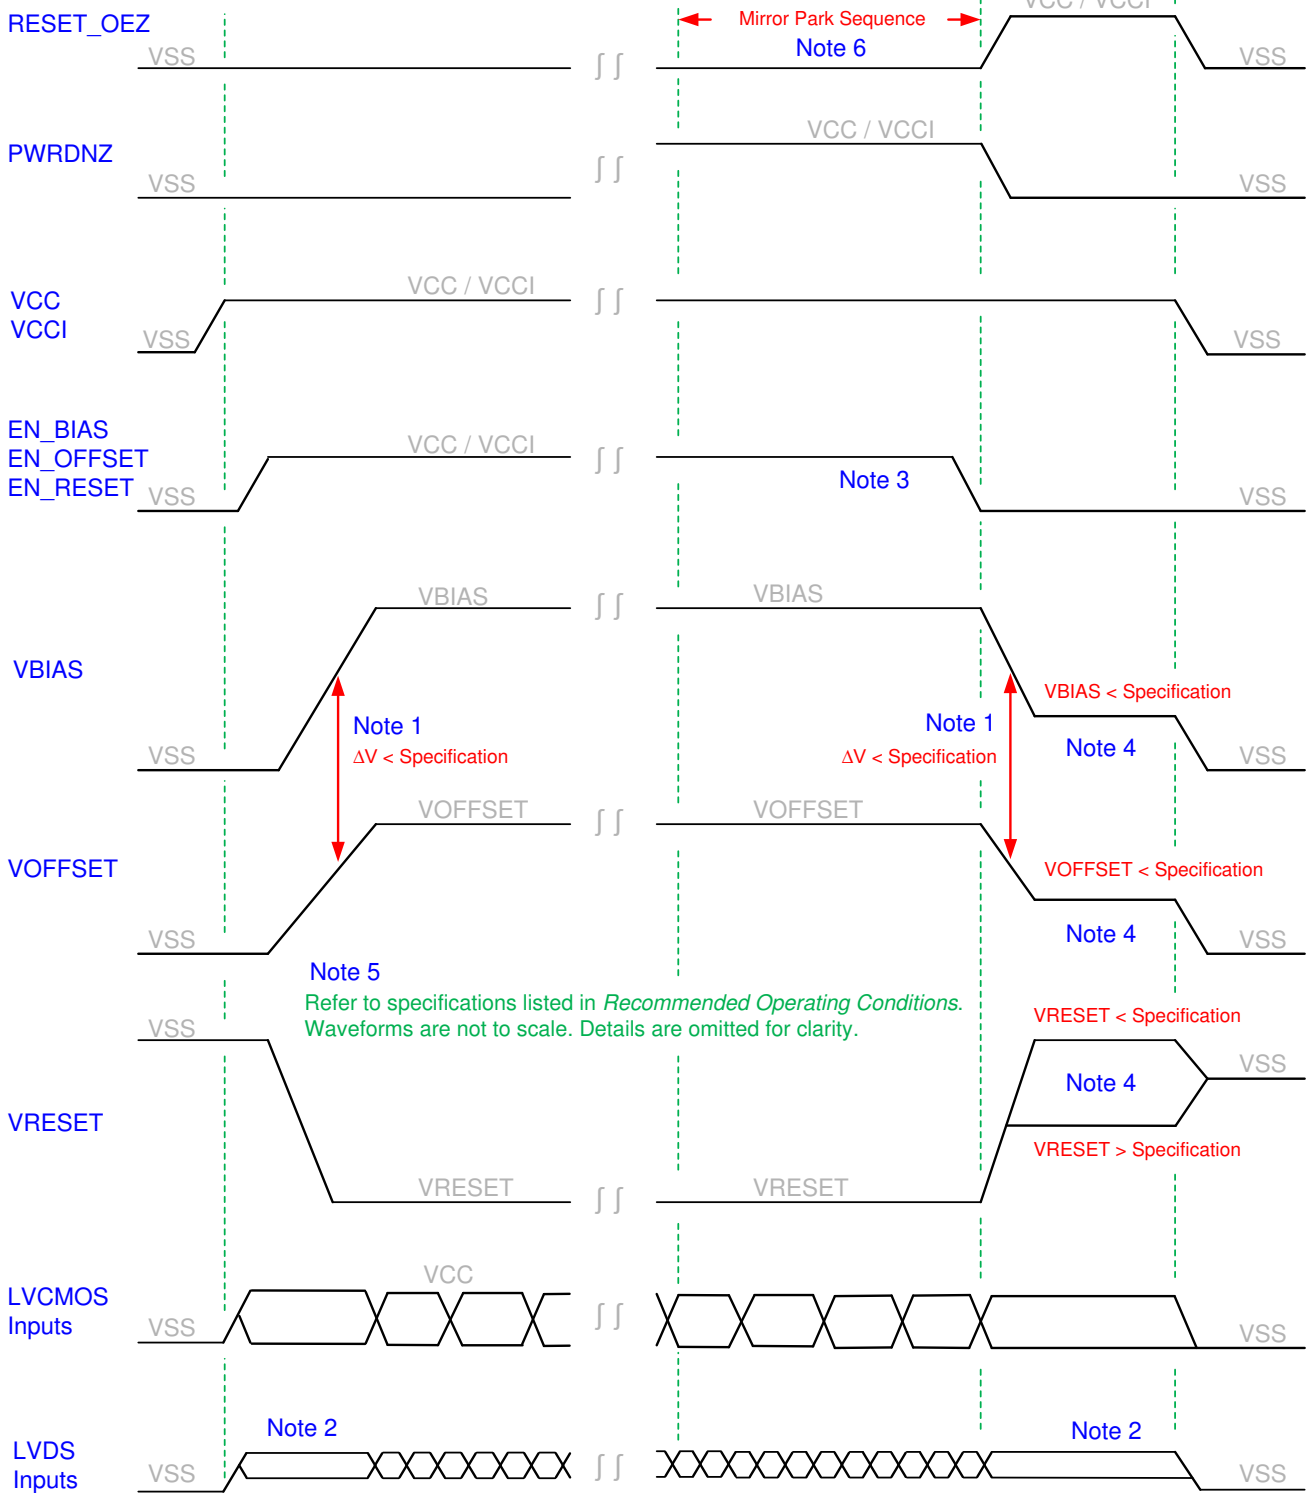 VCC / VCCI
RESET_OEZ
Mirror Park Sequence
Note 6
VSS
VSS
VCC / VCCI
PWRDNZ
VSS
VSS
VCC / VCCI
VCC
VCCI
VSS
VSS
EN_BIAS
EN_OFFSET
EN_RESET
VCC / VCCI
Note 3
VSS
VSS
VBIAS
VBIAS
VBIAS
VBIAS < Specification
Note 1
ΔV < Specification
Note 1
ΔV < Specification
Note 4
VSS
VSS
VOFFSET
VOFFSET
VOFFSET
VOFFSET < Specification
Note 4
VSS
VSS
Note 5
Refer to specifications listed in Recommended Operating Conditions.
Waveforms are not to scale. Details are omitted for clarity.
VSS
VRESET < Specification
VSS
Note 4
VRESET
VRESET > Specification
VRESET
VRESET
VCC
LVCMOS
Inputs
VSS
VSS
Note 2
Note 2
LVDS
Inputs
VSS
VSS